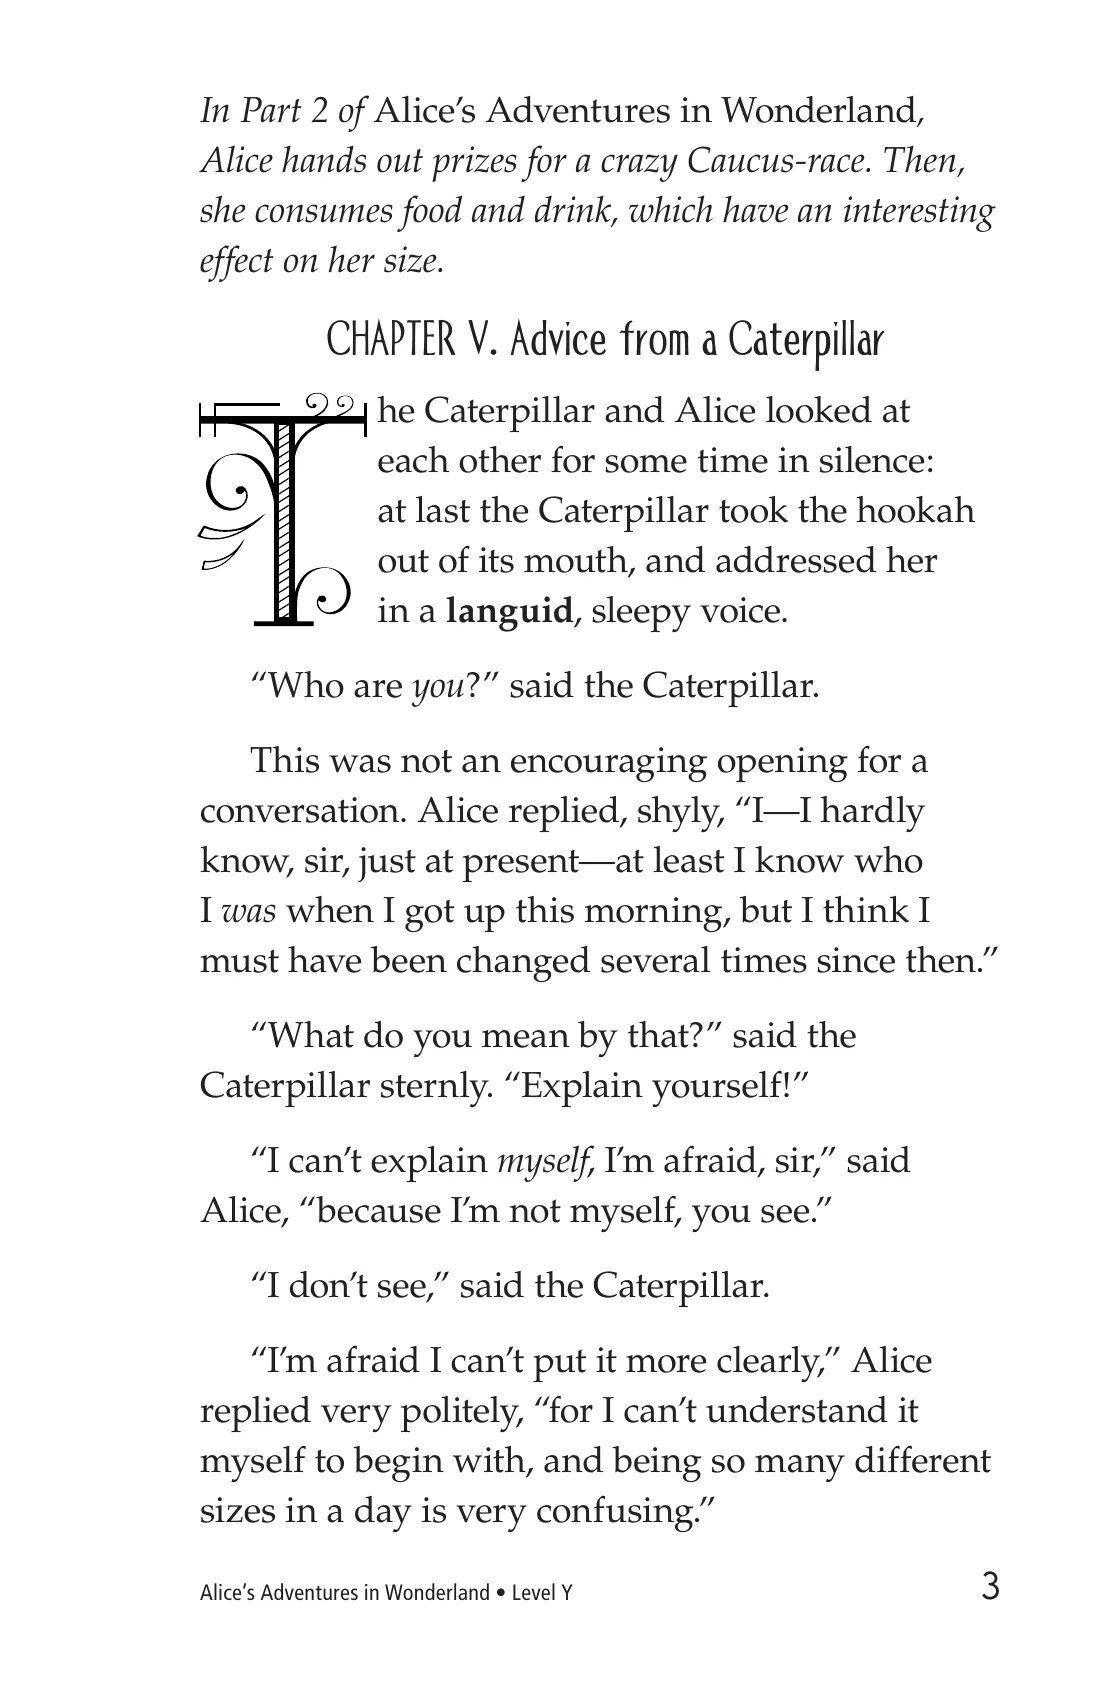 In Part 2 of Alice’s Adventures in Wonderland,
Alice hands out prizes for a crazy Caucus-race. Then,
she consumes food and drink, which have an interesting
effect on her size.
CHAPTER V. Advice from a Caterpillar
The Caterpillar and Alice looked at
each other for some time in silence:
at last the Caterpillar took the hookah
out of its mouth, and addressed her
in a languid, sleepy voice.
“Who are you?” said the Caterpillar.
This was not an encouraging opening for a
conversation. Alice replied, shyly, “I—I hardly
know, sir, just at present—at least I know who
I was when I got up this morning, but I think I
must have been changed several times since then.”
“What do you mean by that?” said the
Caterpillar sternly. “Explain yourself!”
“I can’t explain myself, I’m afraid, sir,” said
Alice, “because I’m not myself, you see.”
“I don’t see,” said the Caterpillar.
“I’m afraid I can’t put it more clearly,” Alice
replied very politely, “for I can’t understand it
myself to begin with, and being so many different
sizes in a day is very confusing.”
Alice’s Adventures in Wonderland • Level Y
3